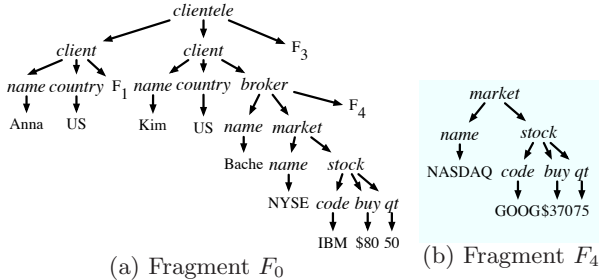 clientele
client client F3
name country F1 name country broker
market
Anna US Kim US F4
name market name stock
Bache name stock NASDAQ code buy qt
NYSE code buy qt GOOG $370 75
IBM $80 50
(a) Fragment F0 (b) Fragment F4